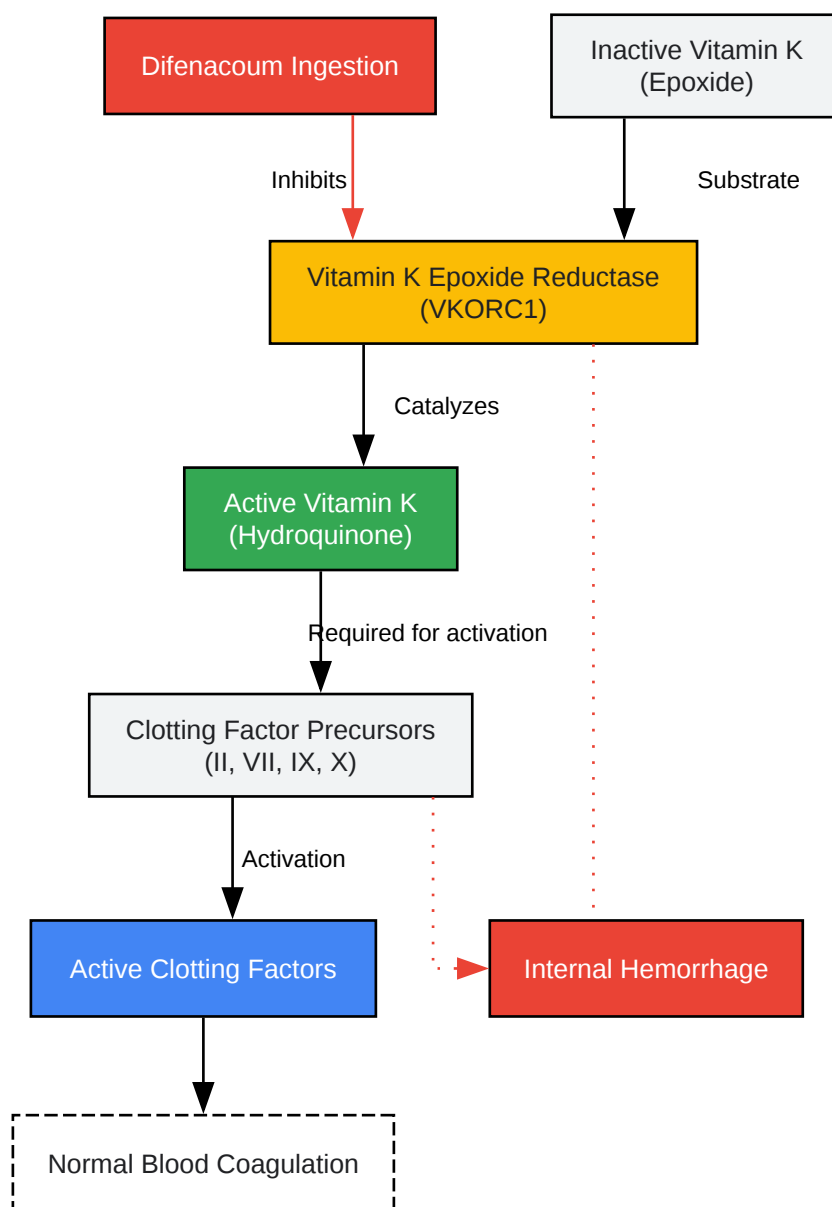 Difenacoum Ingestion
Inactive Vitamin K
(Epoxide)
Inhibits
Substrate
Vitamin K Epoxide Reductase
(VKORC1)
Catalyzes
Active Vitamin K
(Hydroquinone)
Required for activation
Clotting Factor Precursors
(II, VII, IX, X)
Activation
Active Clotting Factors
Internal Hemorrhage
Normal Blood Coagulation